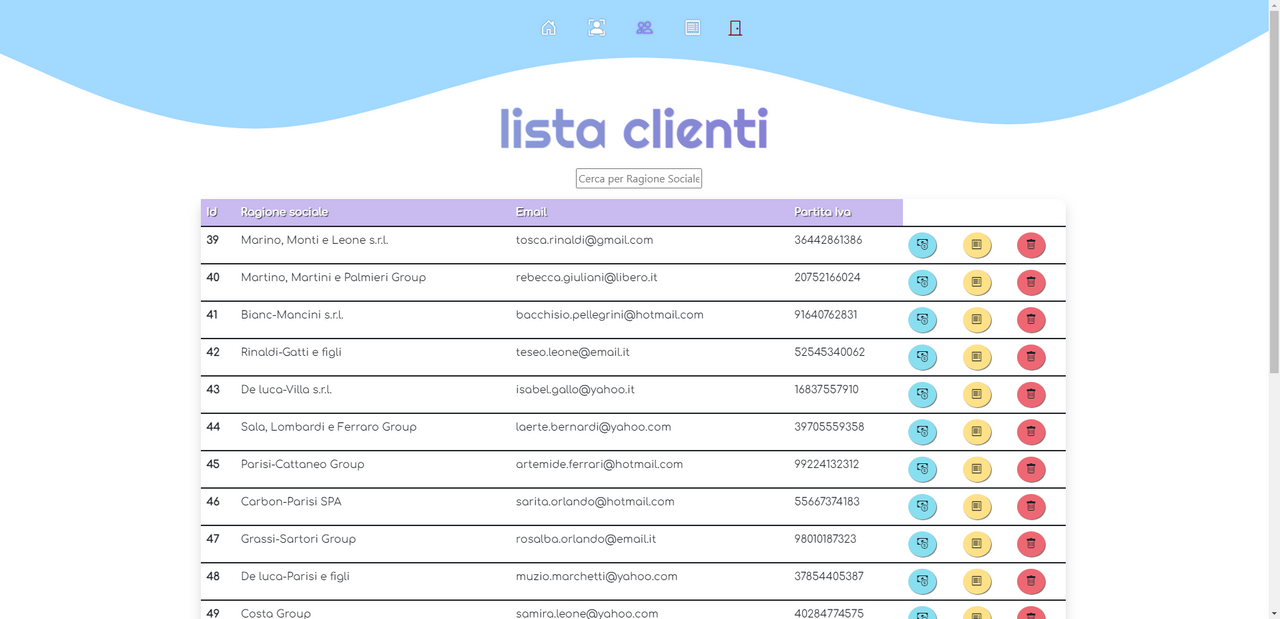 lista clienti
Cerca per Ragione Sociale
Id Ragione sociale Email Partita Iva
39 Marino, Monti e Leone s.r.l. tosca.rinaldi@gmail.com 36442861386
40 Martino, Martini e Palmieri Group rebecca.giuliani@libero.it 20752166024
41 Bianc-Mancini s.r.l. bacchisio.pellegrini@hotmail.com 91640762831
42 Rinaldi-Gatti e figli teseo.leone@email.it 52545340062
43 De luca-Villa s.r.l. isabel.gallo@yahoo.it 16837557910
44 Sala, Lombardi e Ferraro Group laerte.bernardi@yahoo.com 39705559358
45 Parisi-Cattaneo Group artemide.ferrari@hotmail.com 99224132312
46 Carbon-Parisi SPA sarita.orlando@hotmail.com 55667374183
47 Grassi-Sartori Group rosalba.orlando@email.it 98010187323
48 De luca-Parisi e figli muzio.marchetti@yahoo.com 37854405387
49 Costa Group samira.leone@yahoo.com 40284774575